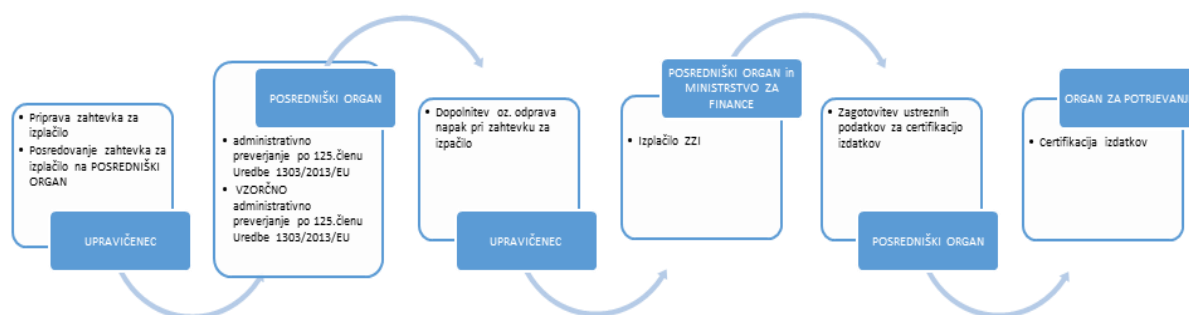 Priprava zahtevka za
izplačilo
Posredovanje zahtevka za
izplačilo na POSREDNIŠKI
ORGAN
UPRAVIČENEC
POSREDNIŠKI ORGAN
administrativno
preverjanje po 125.členu
Uredbe 1303/2013/EU
VZORČNO
administrativno
preverjanje po 125.členu
Uredbe 1303/2013/EU
Dopolnitev oz. odprava
napak pri zahtevku za
izpačilo
UPRAVIČENEC
POSREDNIŠKI ORGAN in
MINISTRSTVO ZA
FINANCE
Izplačilo ZZI
Zagotovitev ustreznih
podatkov za certifikacijo
izdatkov
POSREDNIŠKI ORGAN
ORGAN ZA POTRJEVANJE
Certifikacija izdatkov